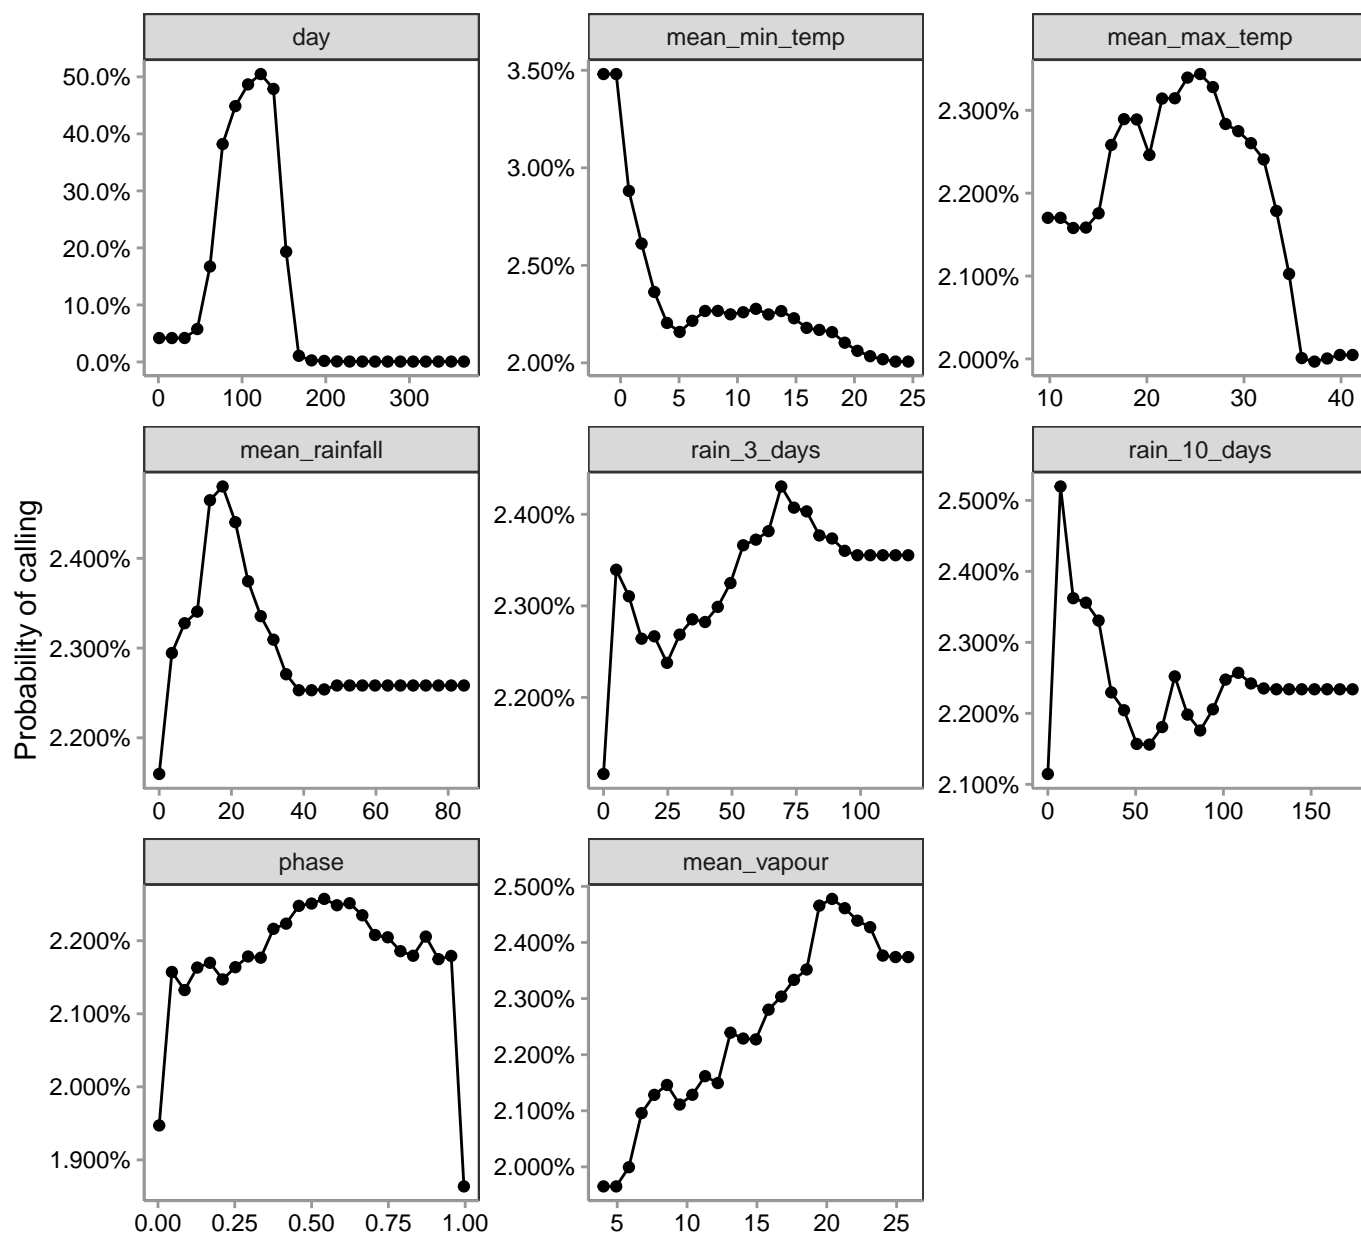 day
mean_min_temp
mean_max_temp
50.0%
40.0%
30.0%
20.0%
10.0%
0.0%
0 100 200 300
3.50%
3.00%
2.50%
2.00%
0 5 10 15 20 25
2.300%
2.200%
2.100%
2.000%
10 20 30 40
Probability of calling
mean_rainfall
rain_3_days
rain_10_days
2.400%
2.300%
2.200%
0 20 40 60 80
2.400%
2.300%
2.200%
0 25 50 75 100
2.500%
2.400%
2.300%
2.200%
2.100%
0 50 100 150
phase
mean_vapour
2.200%
2.100%
2.000%
1.900%
0.00 0.25 0.50 0.75 1.00
2.500%
2.400%
2.300%
2.200%
2.100%
2.000%
5 10 15 20 25